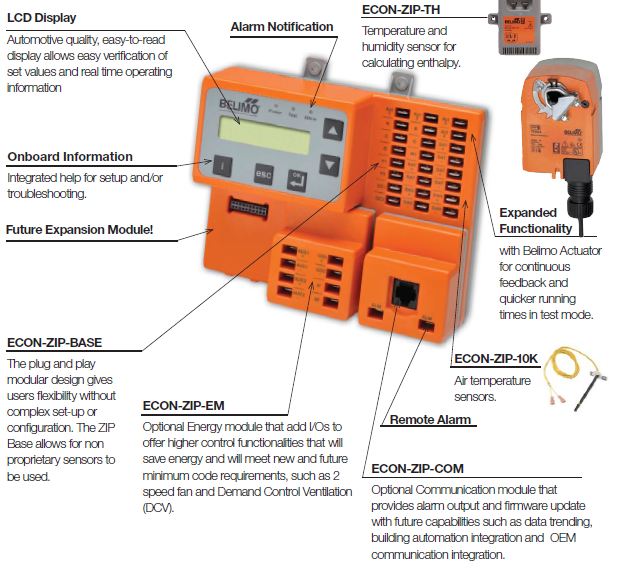 LCD Display
Automotive quality, easy-to-read
display allows easy verification of
set values and real time operating
information
Alarm Notification
ECON-ZIP-TH
Temperature and
humidity sensor for
calculating enthalpy.
BELIMO
Onboard Information
Integrated help for setup and/or
troubleshooting.
i
esc
OK
Future Expansion Module!
Expanded
Functionality
with Belimo Actuator
for continuous
feedback and
quicker running
times in test mode.
ECON-ZIP-BASE
The plug and play
modular design gives
users flexibility without
complex set-up or
configuration. The ZIP
Base allows for non
proprietary sensors to
be used.
ECON-ZIP-EM
Optional Energy module that add I/Os to
offer higher control functionalities that will
save energy and will meet new and future
minimum code requirements, such as 2
speed fan and Demand Control Ventilation
(DCV).
ECON-ZIP-10K
Air temperature
sensors.
Remote Alarm
ECON-ZIP-COM
Optional Communication module that
provides alarm output and firmware update
with future capabilities such as data trending,
building automation integration and OEM
communication integration.